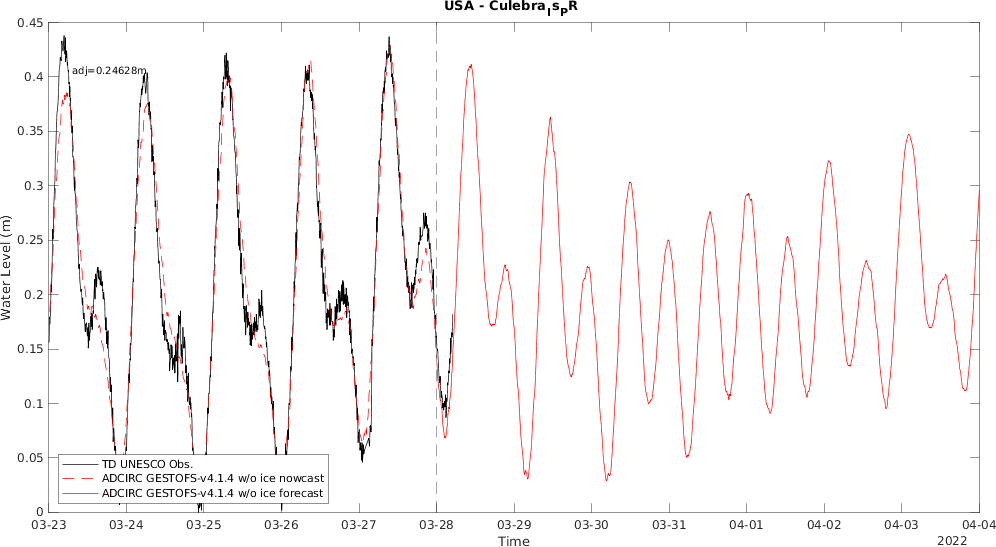 USA - CulebraIsPR
0.45
0.4
0.35
0.3
0.25
0.2
0.15
0.1
0.05
0
Water Level (m)
adj=0.24628m
TD UNESCO Obs.
ADCIRC GESTOFS-v4.1.4 w/o ice nowcast
ADCIRC GESTOFS-v4.1.4 w/o ice forecast
03-23 03-24 03-25 03-26 03-27 03-28 03-29 03-30 03-31 04-01 04-02 04-03 04-04
Time
2022